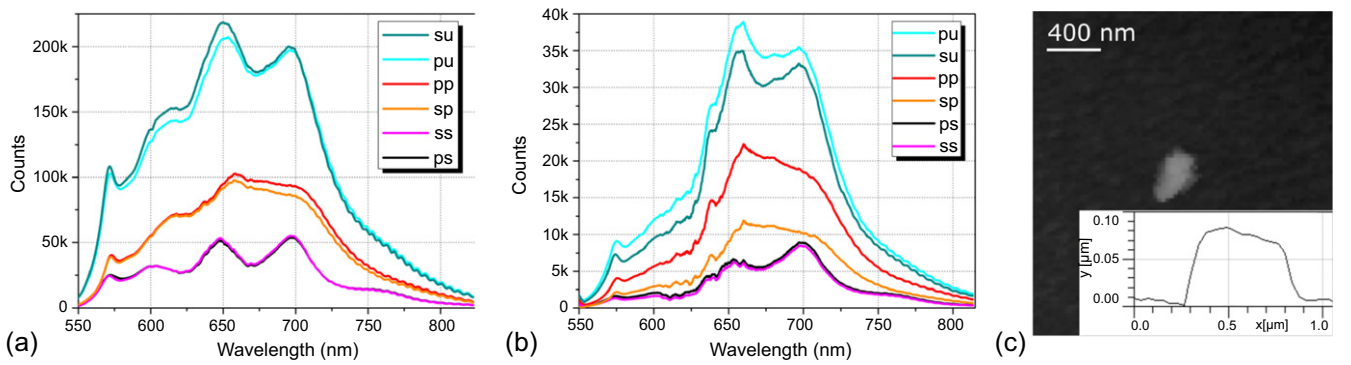 200k
150k
100k
50k
0
Counts
550 600 650 700 750 800
Wavelength (nm)
su
pu
pp
sp
ss
ps
(a)
40k
35k
30k
25k
20k
15k
10k
5k
0
Counts
550 600 650 700 750 800
Wavelength (nm)
pu
su
pp
sp
ps
ss
(b)
400 nm
0.10
0.05
0.00
y [µm]
0.0 0.5 1.0
x[µm]
(c)